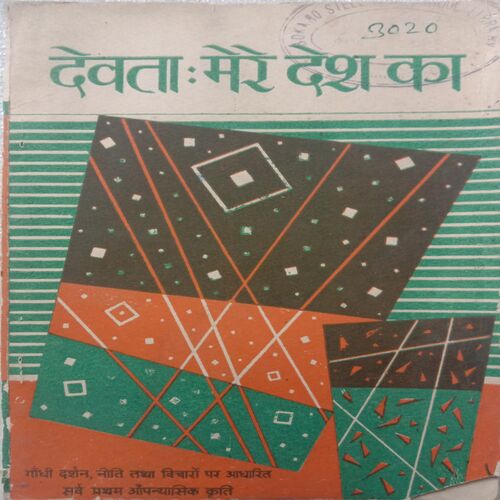 3020
देवता : मेरे देश का
गाँधी दर्शन, नीति तथा विचारों पर आधारित
सर्व प्रथम औपन्यासिक कृति